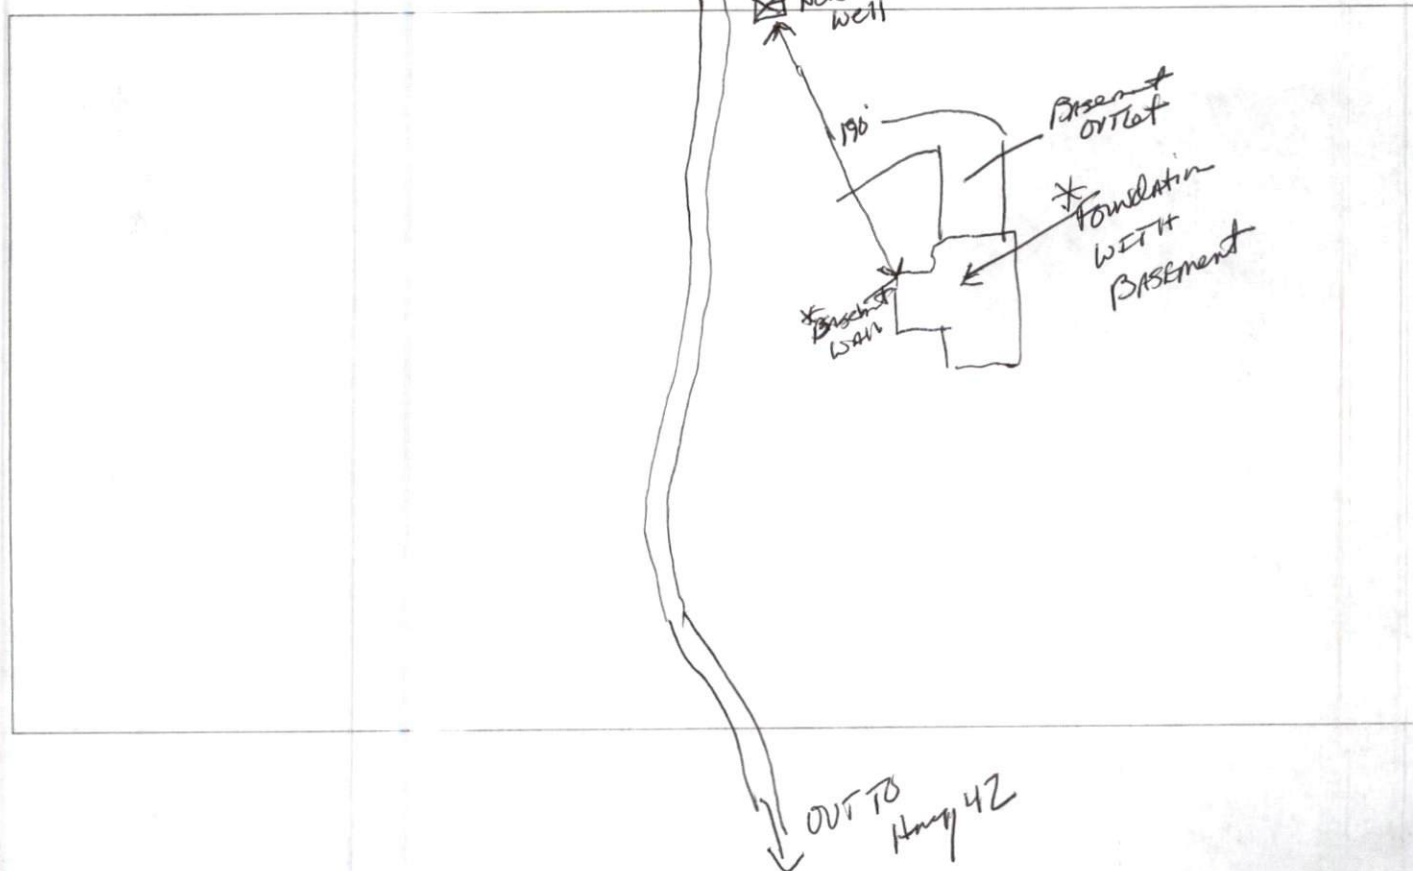 Well
190'
Basement
OUTLET
* FOUNDATION
WITH
BASEMENT
* Basement
WALL
OUT TO
Hwy 42